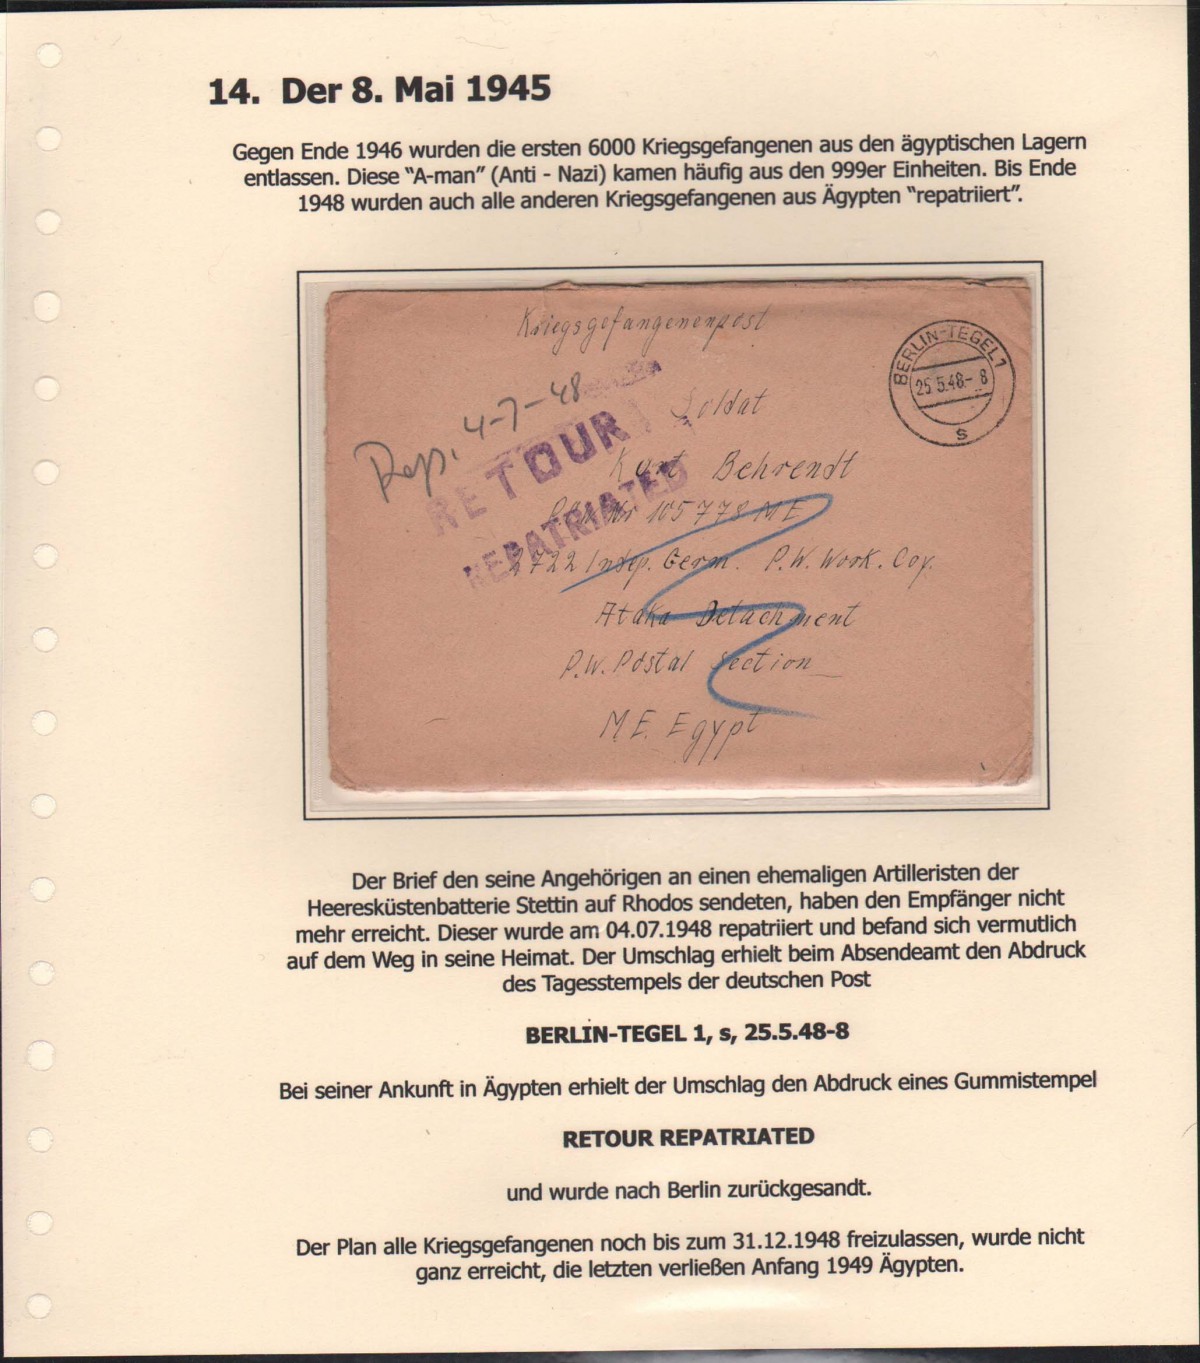 14. Der 8. Mai 1945
Gegen Ende 1946 wurden die ersten 6000 Kriegsgefangenen aus den ägyptischen Lagern
entlassen. Diese “A-man” (Anti - Nazi) kamen häufig aus den 999er Einheiten. Bis Ende
1948 wurden auch alle anderen Kriegsgefangenen aus Ägypten “repatriiert”.
Kriegsgefangenenpost
BERLIN-TEGEL 1
25.5.48.- 8
s
Rep. 4-7-48
RETOUR
REPATRIATED
Soldat
Kurt Behrendt
Nr 105778 ME
2722 Indep. Germ. P.W. Work. Coy.
Ataka Detachment
P.W. Postal Section
M.E. Egypt
Der Brief den seine Angehörigen an einen ehemaligen Artilleristen der
Heeresküstenbatterie Stettin auf Rhodos sendeten, haben den Empfänger nicht
mehr erreicht. Dieser wurde am 04.07.1948 repatriiert und befand sich vermutlich
auf dem Weg in seine Heimat. Der Umschlag erhielt beim Absendeamt den Abdruck
des Tagesstempels der deutschen Post
BERLIN-TEGEL 1, s, 25.5.48-8
Bei seiner Ankunft in Ägypten erhielt der Umschlag den Abdruck eines Gummistempel
RETOUR REPATRIATED
und wurde nach Berlin zurückgesandt.
Der Plan alle Kriegsgefangenen noch bis zum 31.12.1948 freizulassen, wurde nicht
ganz erreicht, die letzten verließen Anfang 1949 Ägypten.